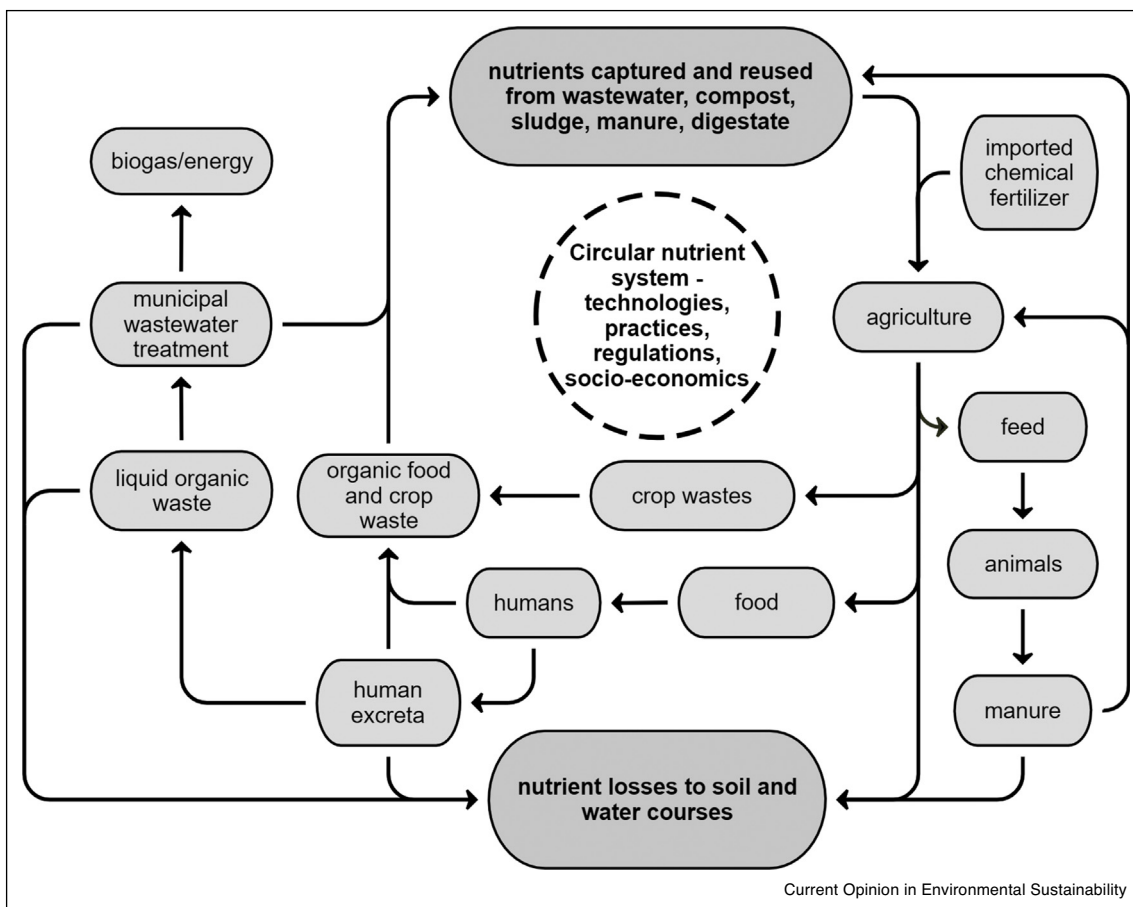 nutrients captured and reused
from wastewater, compost,
sludge, manure, digestate
biogas/energy
imported
chemical
fertilizer
Circular nutrient
system -
technologies,
practices,
regulations,
socio-economics
municipal
wastewater
treatment
agriculture
feed
liquid organic
waste
organic food
and crop
waste
crop wastes
animals
humans
food
human
excreta
manure
nutrient losses to soil and
water courses
Current Opinion in Environmental Sustainability